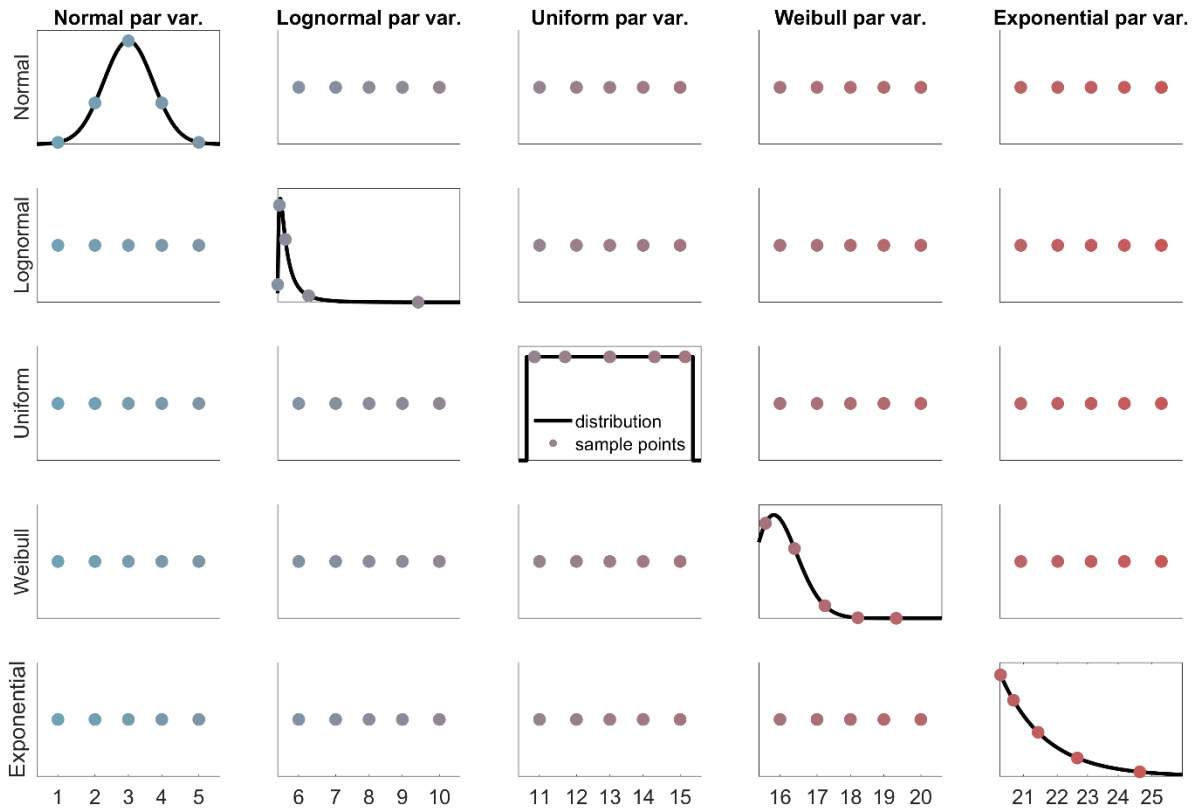 Normal par var. Lognormal par var. Uniform par var. Weibull par var. Exponential par var.
Normal
Lognormal
Uniform
distribution
sample points
Weibull
Exponential
1 2 3 4 5 6 7 8 9 10 11 12 13 14 15 16 17 18 19 20 21 22 23 24 25